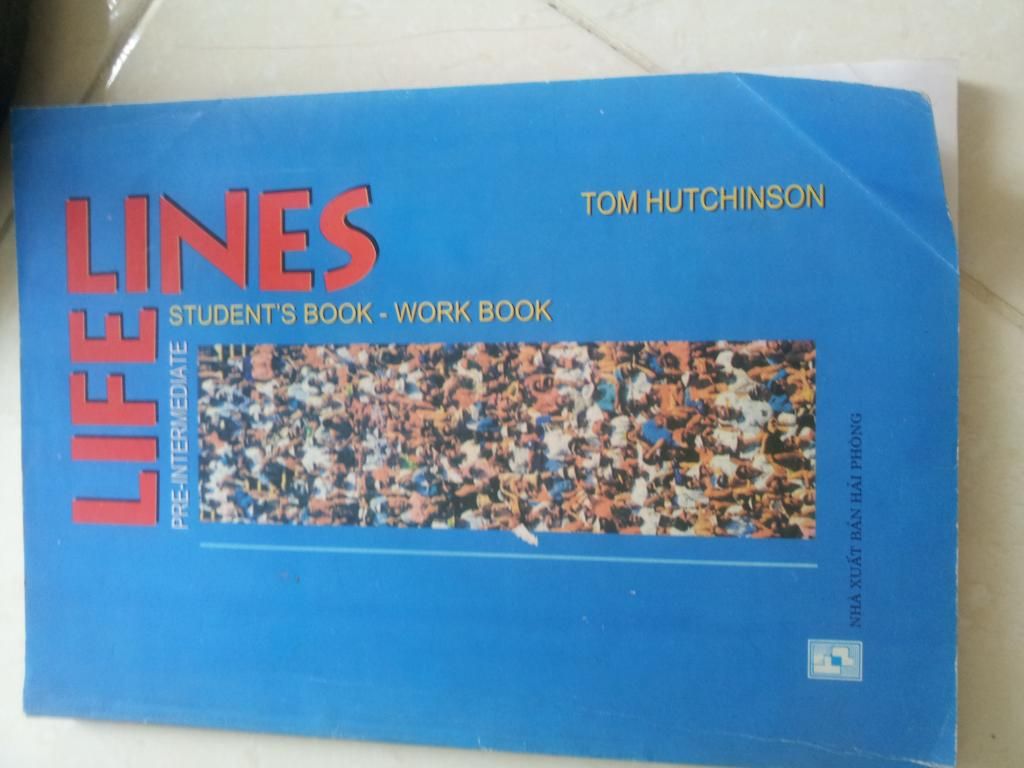 LIFE
LINES
PRE-INTERMEDIATE
STUDENT'S BOOK - WORK BOOK
TOM HUTCHINSON
NHÀ XUẤT BẢN HẢI PHÒNG